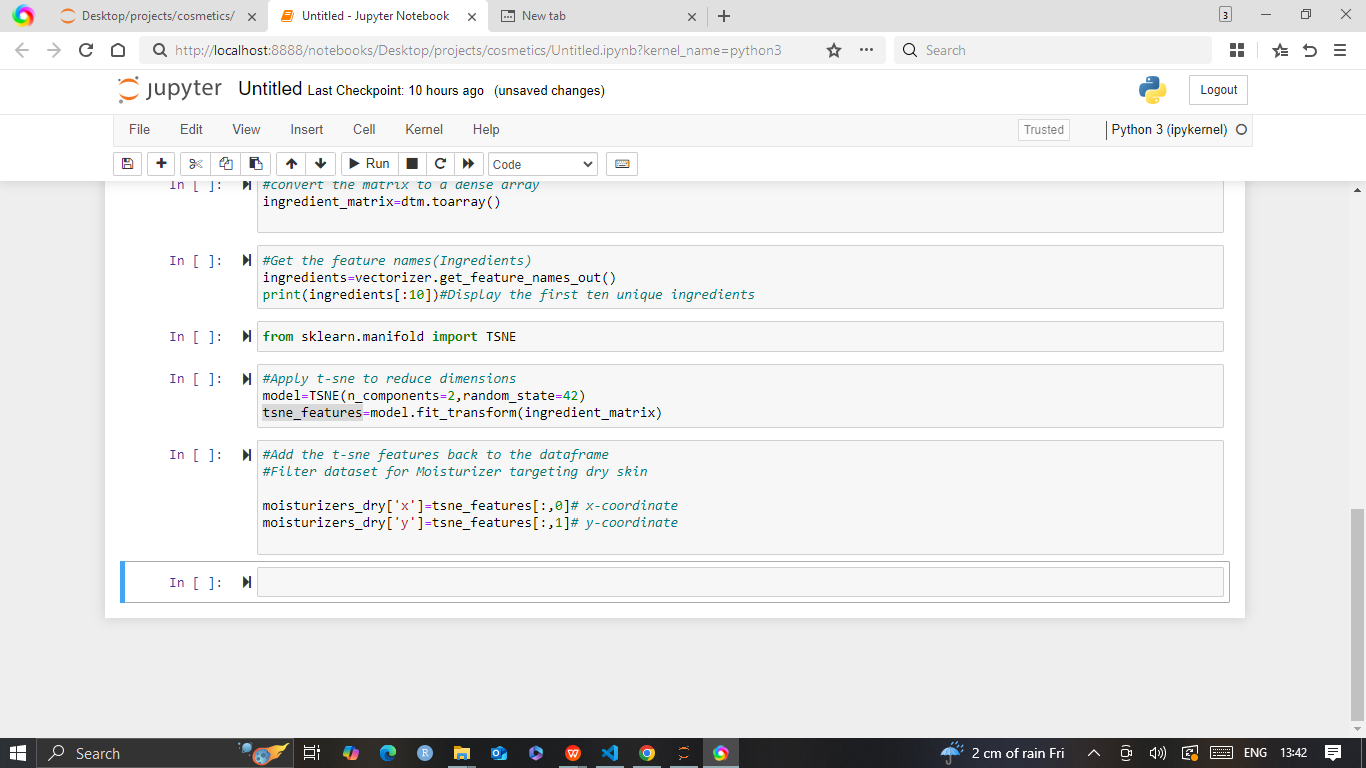 Desktop/projects/cosmetics/
Untitled - Jupyter Notebook
New tab
3
http://localhost:8888/notebooks/Desktop/projects/cosmetics/Untitled.ipynb?kernel_name=python3
Search
jupyter Untitled Last Checkpoint: 10 hours ago (unsaved changes)
Logout
File Edit View Insert Cell Kernel Help
Trusted
Python 3 (ipykernel)
Run
Code
In [ ]: #convert the matrix to a dense array
ingredient_matrix=dtm.toarray()
In [ ]: #Get the feature names(Ingredients)
ingredients=vectorizer.get_feature_names_out()
print(ingredients[:10])#Display the first ten unique ingredients
In [ ]: from sklearn.manifold import TSNE
In [ ]: #Apply t-sne to reduce dimensions
model=TSNE(n_components=2,random_state=42)
tsne_features=model.fit_transform(ingredient_matrix)
In [ ]: #Add the t-sne features back to the dataframe
#Filter dataset for Moisturizer targeting dry skin
moisturizers_dry['x']=tsne_features[:,0]# x-coordinate
moisturizers_dry['y']=tsne_features[:,1]# y-coordinate
In [ ]:
Search
R
W
2 cm of rain Fri
ENG
13:42